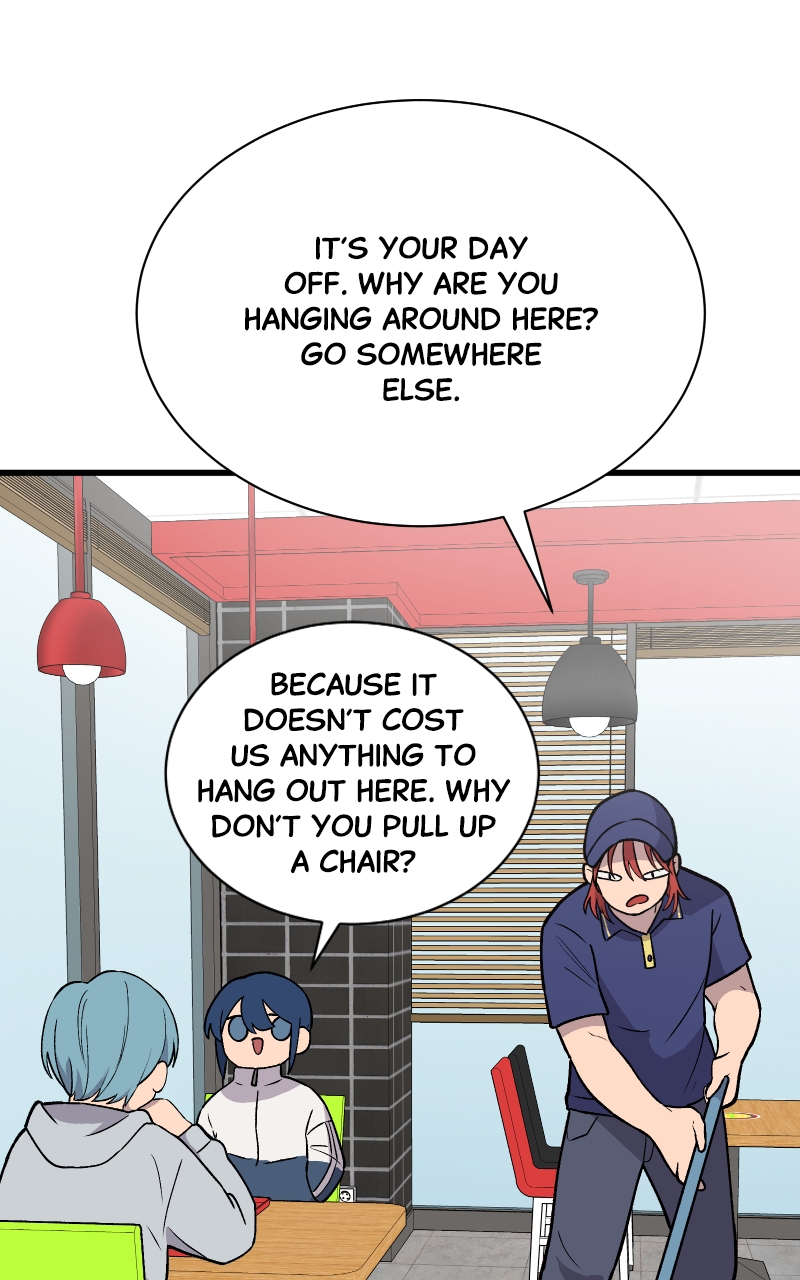 IT'S YOUR DAY
OFF. WHY ARE YOU
HANGING AROUND HERE?
GO SOMEWHERE
ELSE.
BECAUSE IT
DOESN'T COST
US ANYTHING TO
HANG OUT HERE. WHY
DON'T YOU PULL UP
A CHAIR?